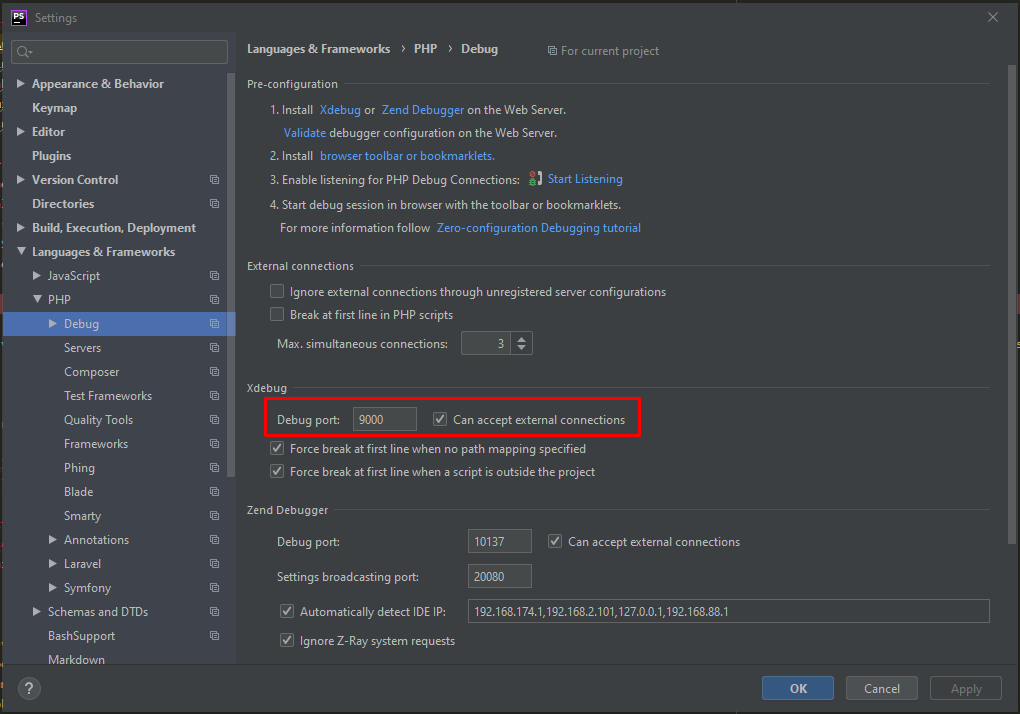 PS Settings
Languages & Frameworks › PHP › Debug For current project
Appearance & Behavior
Keymap
Editor
Plugins
Version Control
Directories
Build, Execution, Deployment
Languages & Frameworks
JavaScript
PHP
Debug
Servers
Composer
Test Frameworks
Quality Tools
Frameworks
Phing
Blade
Smarty
Annotations
Laravel
Symfony
Schemas and DTDs
BashSupport
Markdown
Pre-configuration
1. Install Xdebug or Zend Debugger on the Web Server.
Validate debugger configuration on the Web Server.
2. Install browser toolbar or bookmarklets.
3. Enable listening for PHP Debug Connections: Start Listening
4. Start debug session in browser with the toolbar or bookmarklets.
For more information follow Zero-configuration Debugging tutorial
External connections
Ignore external connections through unregistered server configurations
Break at first line in PHP scripts
Max. simultaneous connections: 3
Xdebug
Debug port: 9000 Can accept external connections
Force break at first line when no path mapping specified
Force break at first line when a script is outside the project
Zend Debugger
Debug port: 10137 Can accept external connections
Settings broadcasting port: 20080
Automatically detect IDE IP: 192.168.174.1,192.168.2.101,127.0.0.1,192.168.88.1
Ignore Z-Ray system requests
? OK Cancel Apply